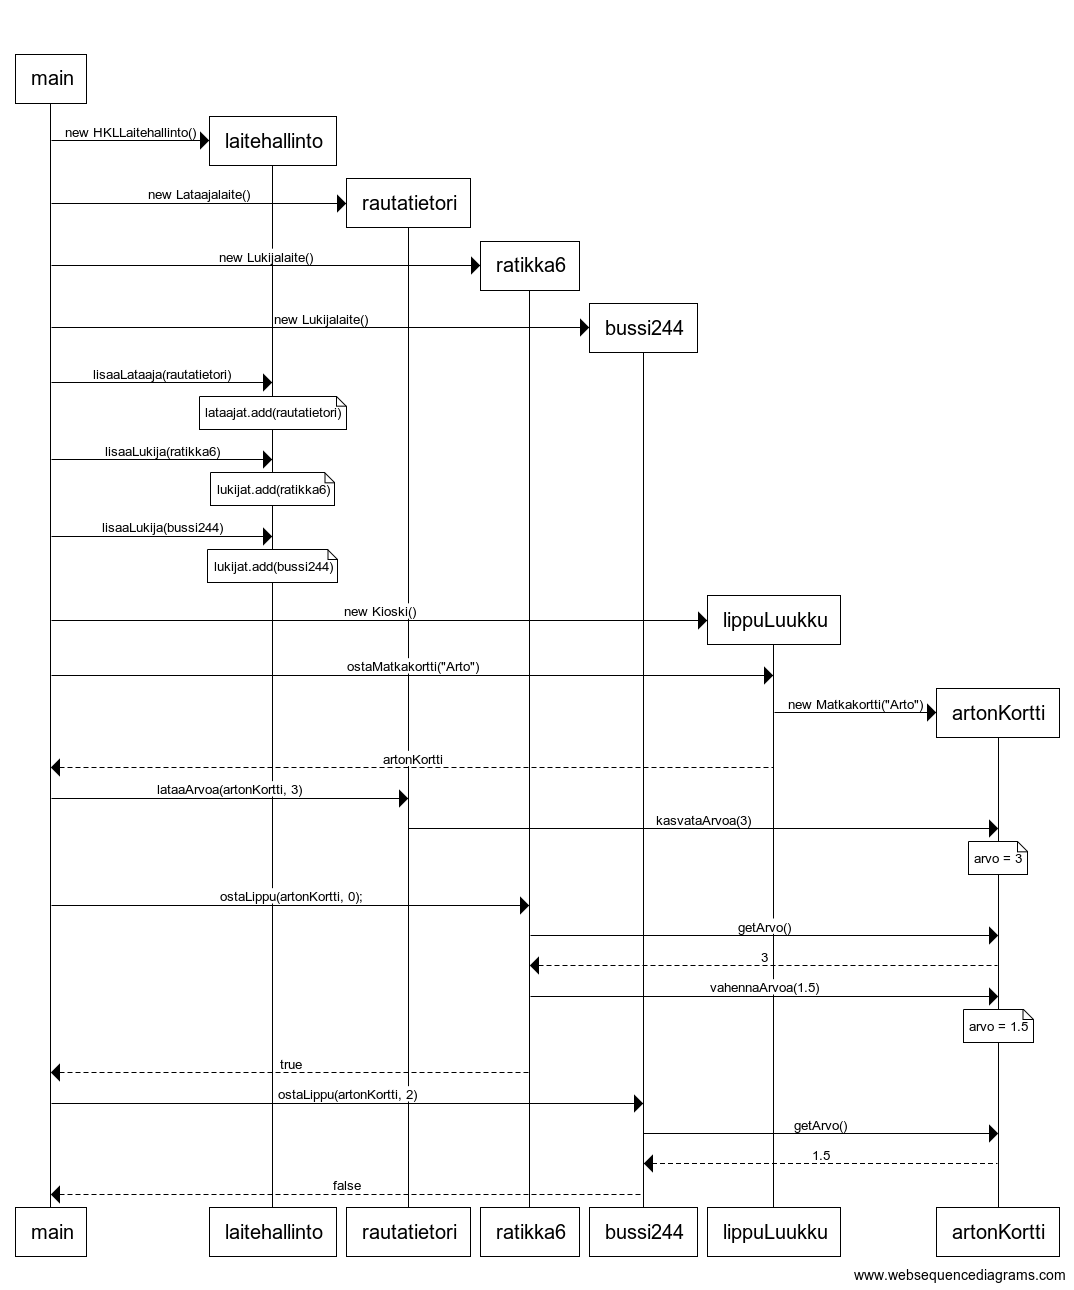 main
new HKLLaitehallinto()
laitehallinto
new Lataajalaite()
rautatietori
new Lukijalaite()
ratikka6
new Lukijalaite()
bussi244
lisaaLataaja(rautatietori)
lataajat.add(rautatietori)
lisaaLukija(ratikka6)
lukijat.add(ratikka6)
lisaaLukija(bussi244)
lukijat.add(bussi244)
new Kioski()
lippuLuukku
ostaMatkakortti("Arto")
new Matkakortti("Arto")
artonKortti
artonKortti
lataaArvoa(artonKortti, 3)
kasvataArvoa(3)
arvo = 3
ostaLippu(artonKortti, 0);
getArvo()
3
vahennaArvoa(1.5)
arvo = 1.5
true
ostaLippu(artonKortti, 2)
getArvo()
1.5
false
main
laitehallinto
rautatietori
ratikka6
bussi244
lippuLuukku
artonKortti
www.websequencediagrams.com